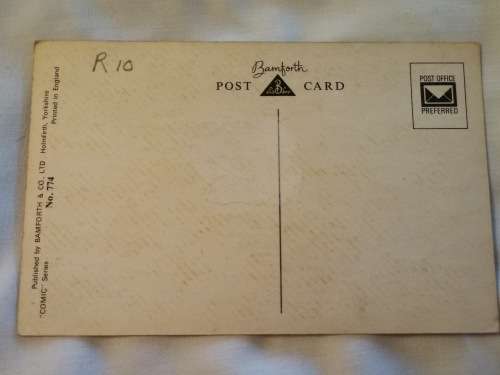 R 10
Bamforth
POST CARD
POST OFFICE
PREFERRED
Published by BAMFORTH & CO. LTD. Holmfirth, Yorkshire
"COMIC" Series
No. 774
Printed in England